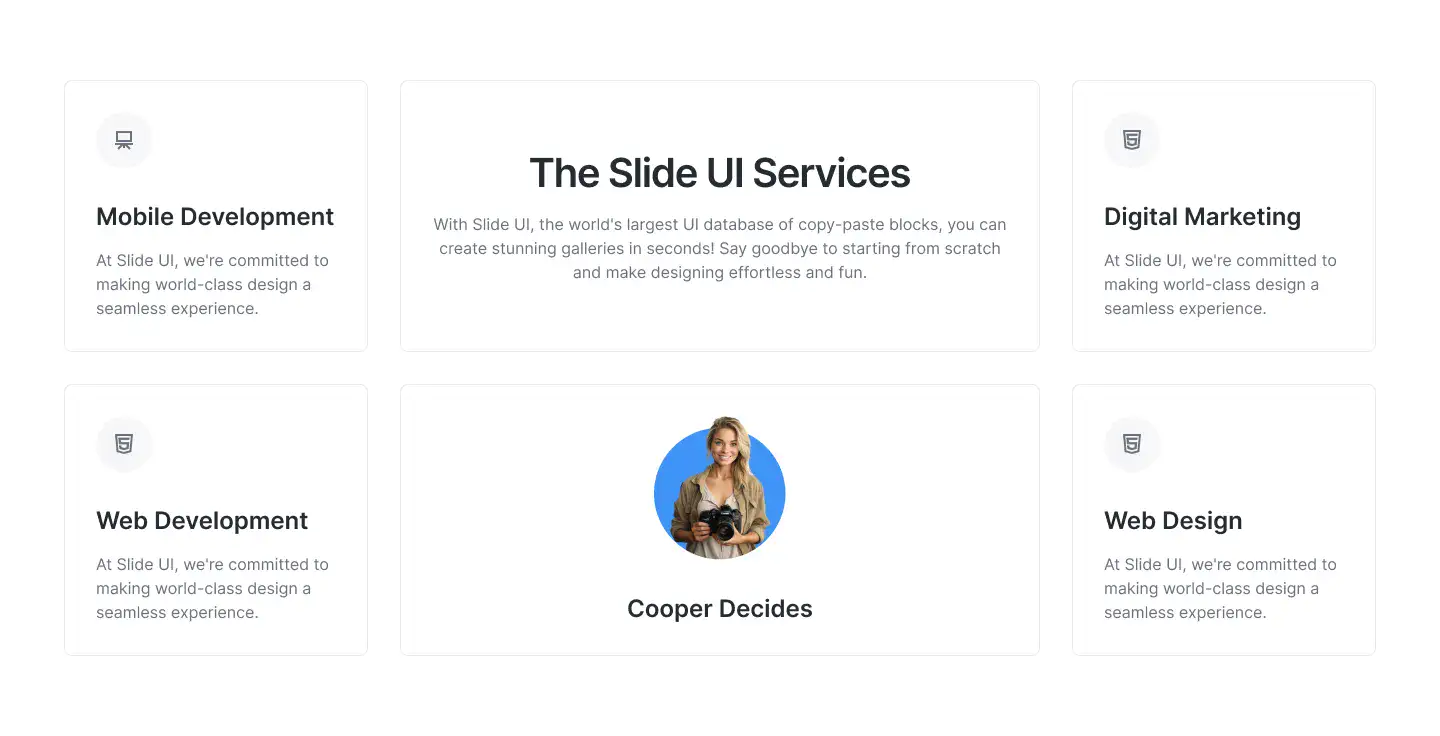 Mobile Development
At Slide UI, we're committed to
making world-class design a
seamless experience.
The Slide UI Services
With Slide UI, the world's largest UI database of copy-paste blocks, you can
create stunning galleries in seconds! Say goodbye to starting from scratch
and make designing effortless and fun.
Digital Marketing
At Slide UI, we're committed to
making world-class design a
seamless experience.
Web Development
At Slide UI, we're committed to
making world-class design a
seamless experience.
Cooper Decides
Web Design
At Slide UI, we're committed to
making world-class design a
seamless experience.